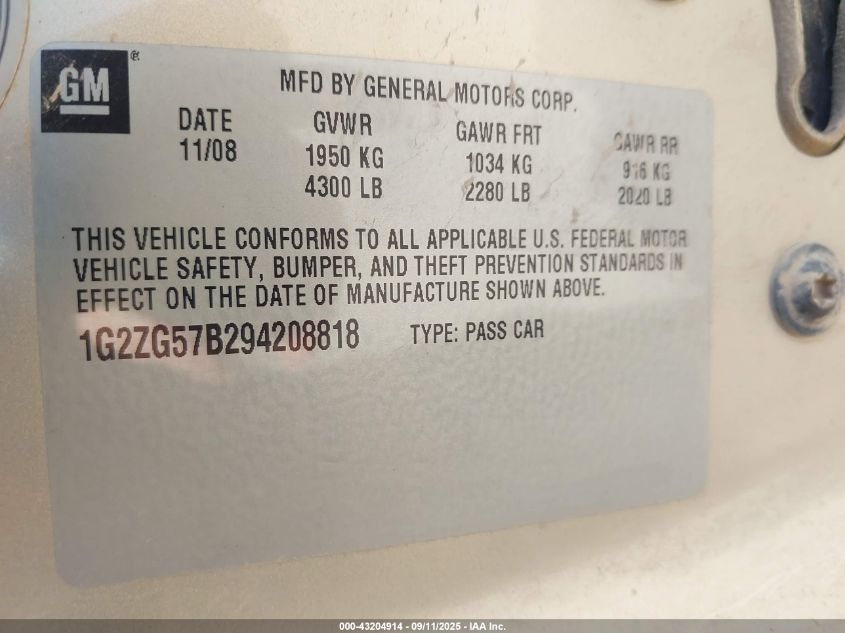 GM®
MFD BY GENERAL MOTORS CORP.
DATE GVWR GAWR FRT GAWR RR
11/08 1950 KG 1034 KG 916 KG
4300 LB 2280 LB 2020 LB
THIS VEHICLE CONFORMS TO ALL APPLICABLE U.S. FEDERAL MOTOR
VEHICLE SAFETY, BUMPER, AND THEFT PREVENTION STANDARDS IN
EFFECT ON THE DATE OF MANUFACTURE SHOWN ABOVE.
1G2ZG57B294208818 TYPE: PASS CAR
000-43204914 - 09/11/2025 - IAA Inc.